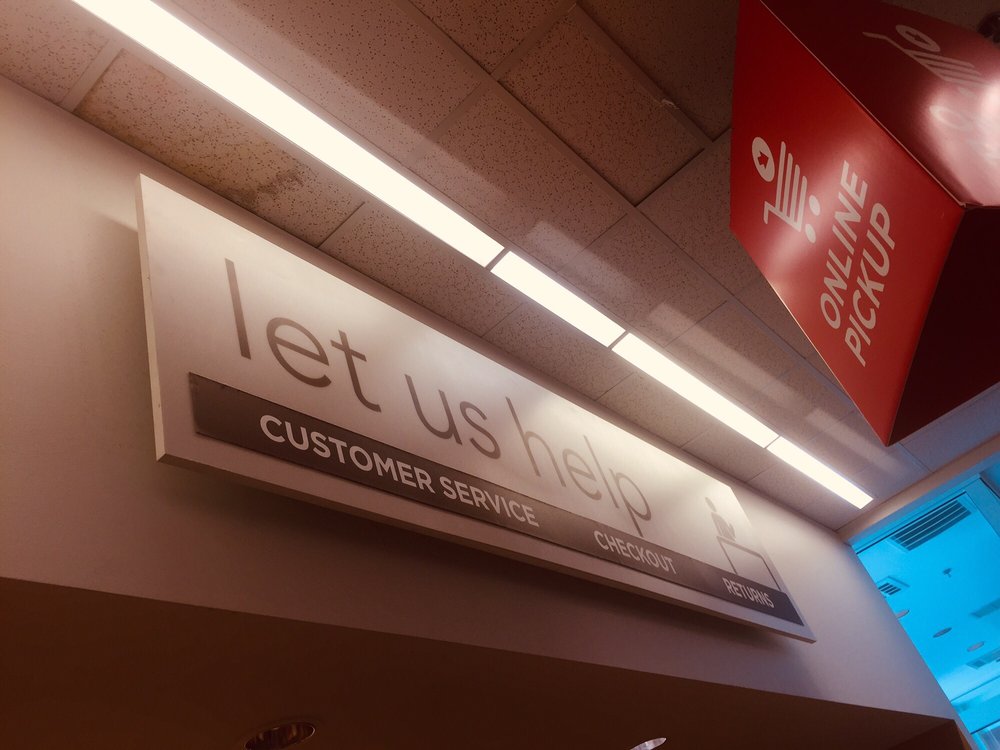 let us help
CUSTOMER SERVICE
CHECKOUT
RETURNS
ONLINE
PICKUP